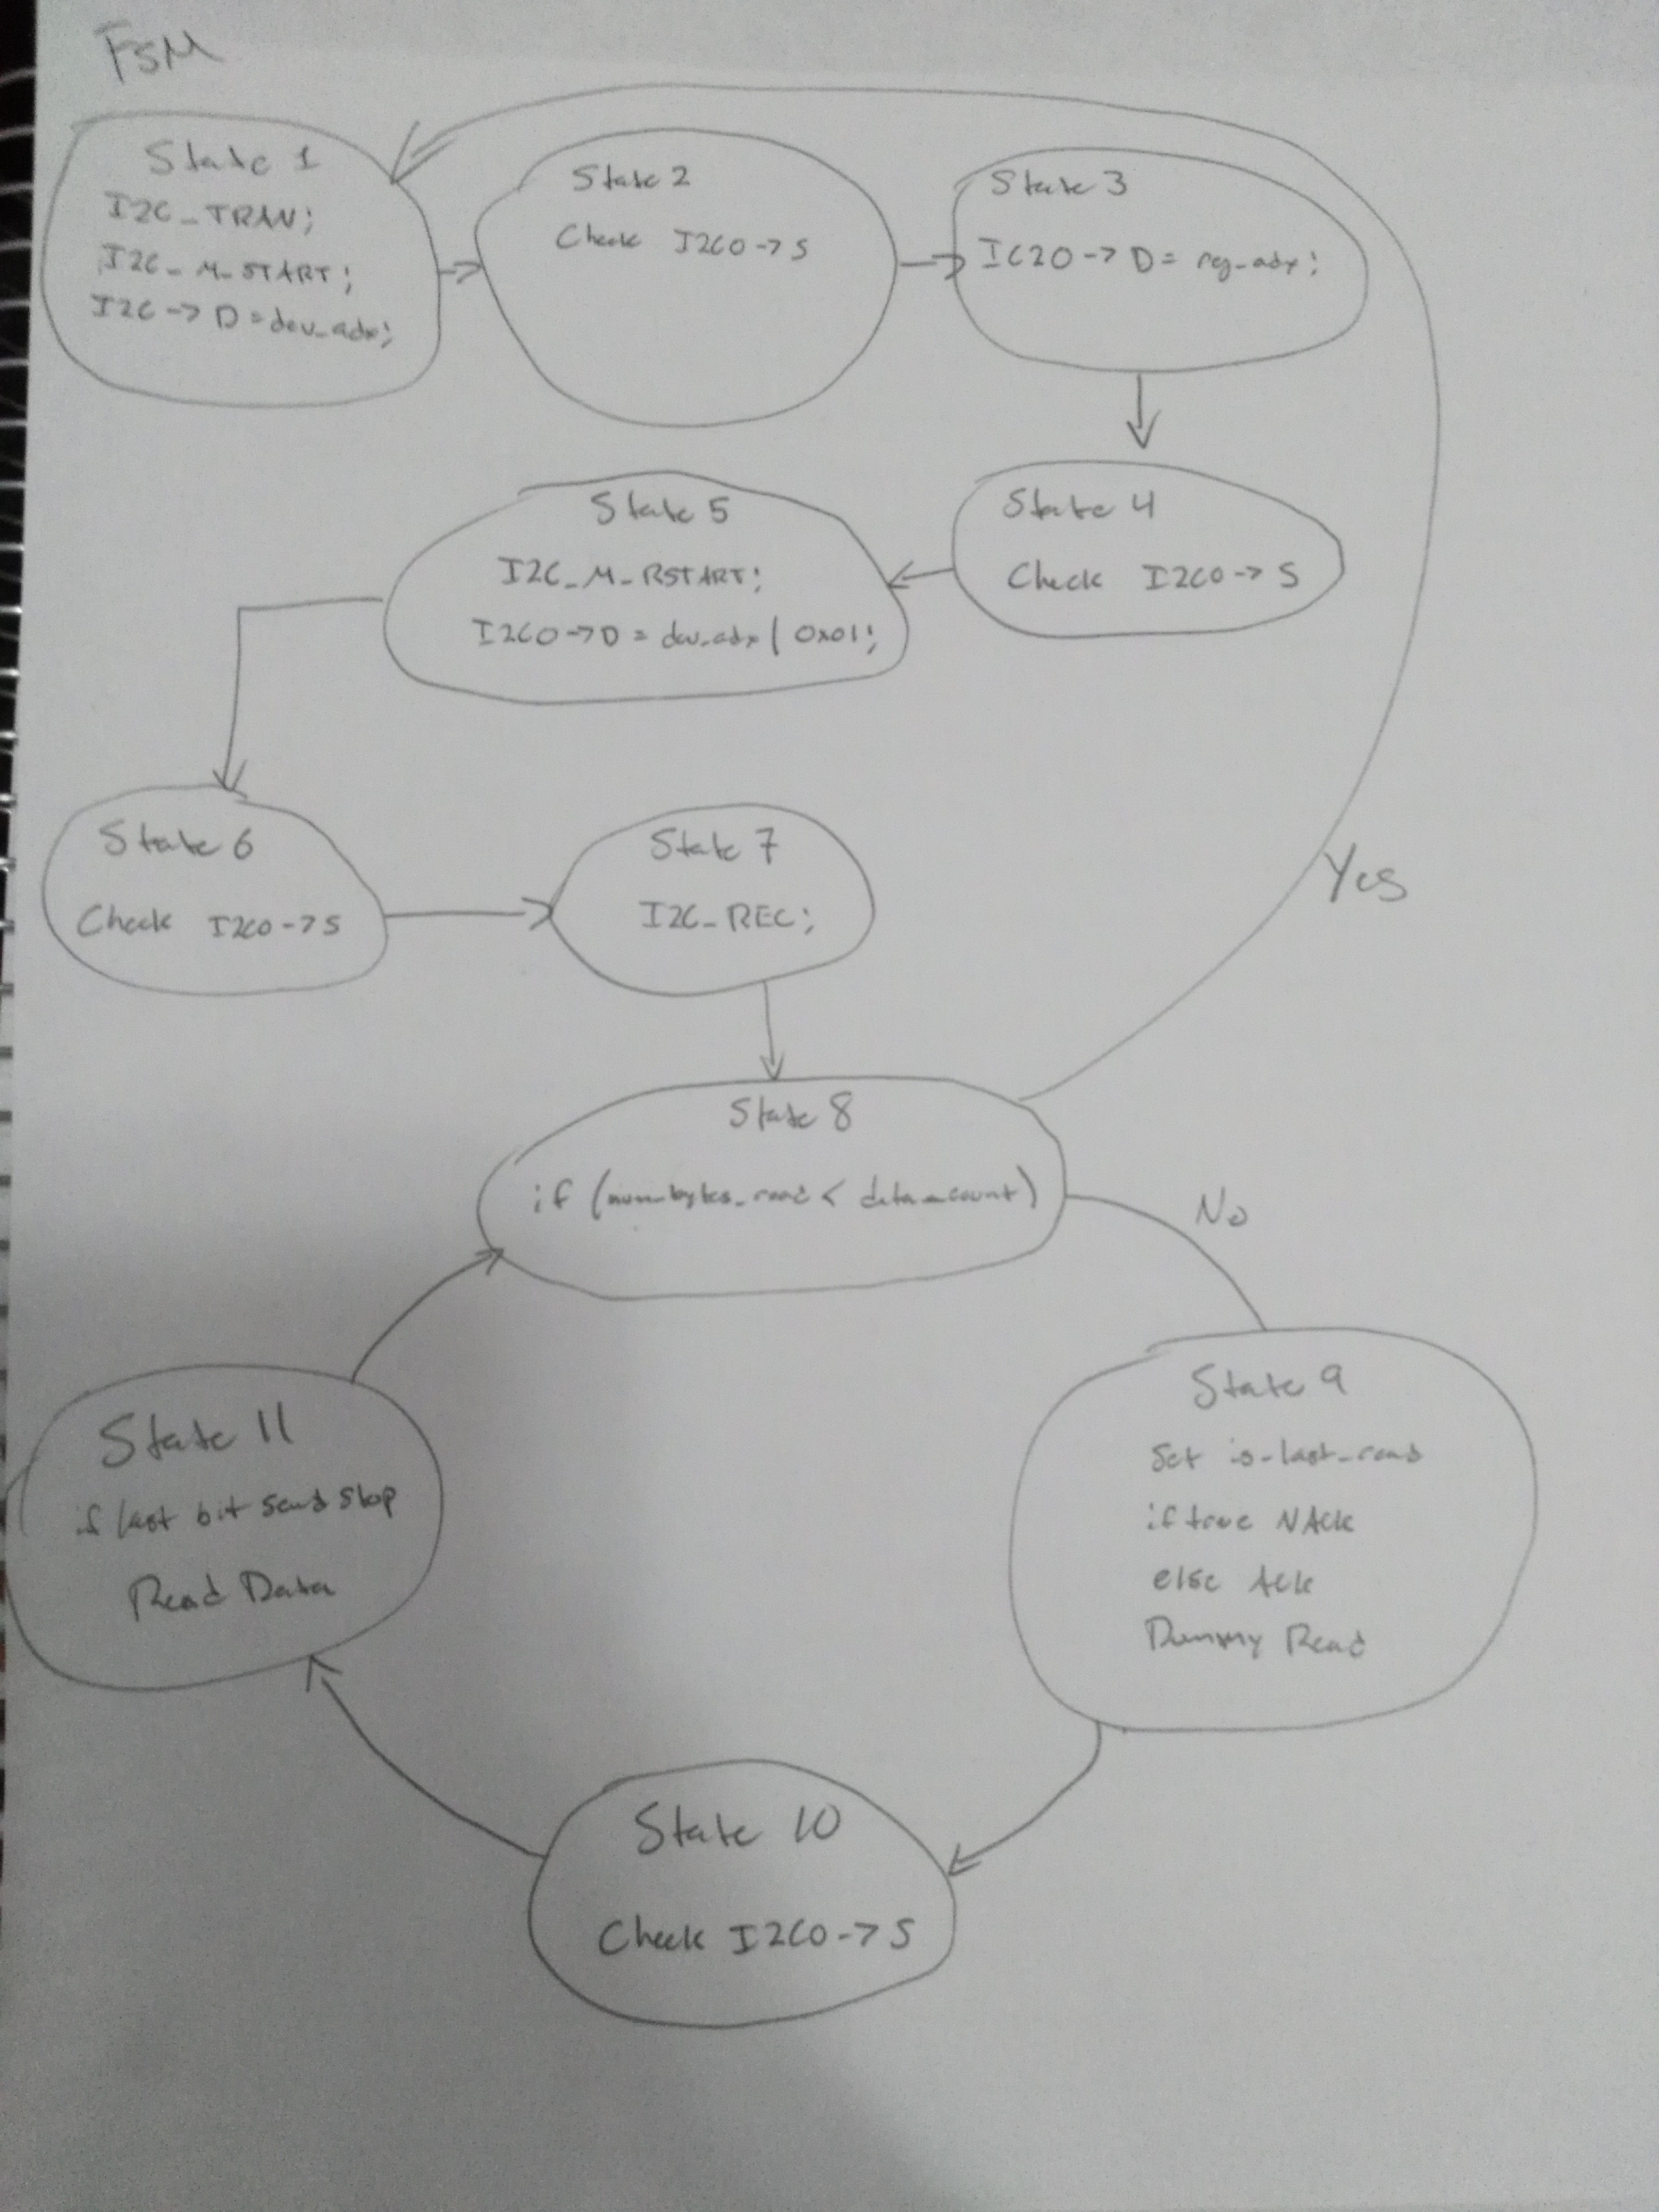 FSM
State 1
I2C_TRAN;
I2C_M_START;
I2C->D=dev_adx;
State 2
Check I2C0->S
State 3
IC20->D= reg_adx;
State 4
Check I2C0->S
State 5
I2C_M_RSTART;
I2C0->D= dev_adx | 0x01;
State 6
Check I2C0->S
State 7
I2C_REC;
Yes
State 8
if (num_bytes_read < data_count)
No
State 9
Set is_last_read
if true NACK
else ACK
Dummy Read
State 10
Check I2C0->S
State 11
if last bit send stop
Read Data